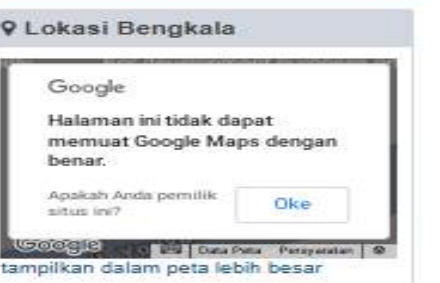 Lokasi Bengkala
Google
Halaman ini tidak dapat
memuat Google Maps dengan
benar.
Apakah Anda pemilik
situs ini?
Oke
Google
Data Peta Persyaratan
tampilkan dalam peta lebih besar